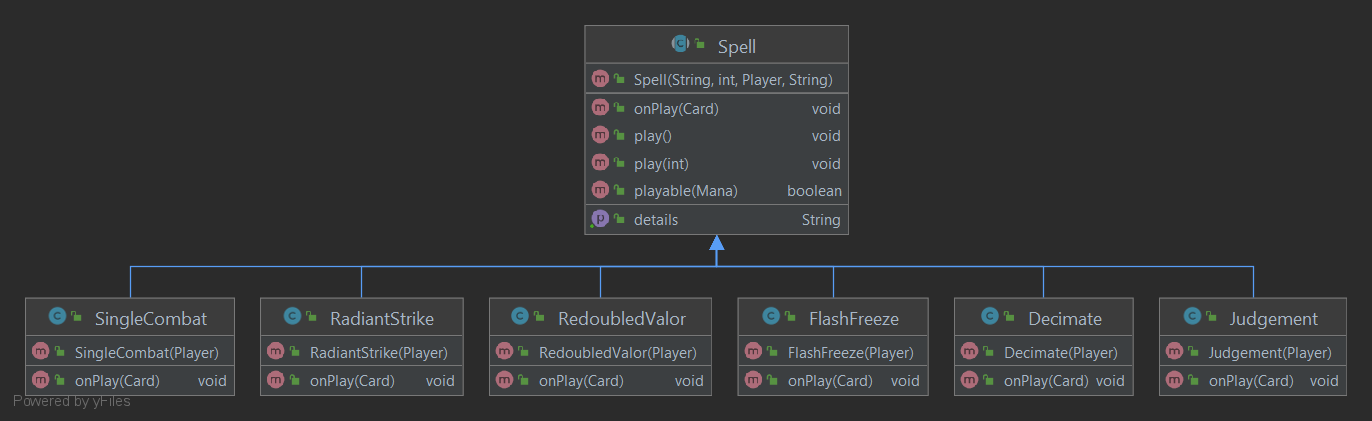 Spell
Spell(String, int, Player, String)
onPlay(Card) void
play() void
play(int) void
playable(Mana) boolean
details String
SingleCombat RadiantStrike RedoubledValor FlashFreeze Decimate Judgement
SingleCombat(Player) RadiantStrike(Player) RedoubledValor(Player) FlashFreeze(Player) Decimate(Player) Judgement(Player)
onPlay(Card) void onPlay(Card) void onPlay(Card) void onPlay(Card) void onPlay(Card) void onPlay(Card) void
Powered by yFiles